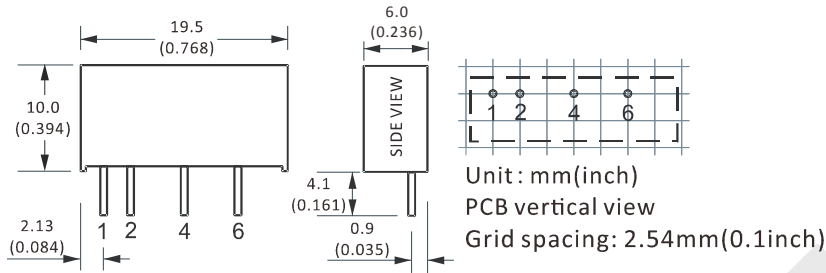 19.5
(0.768)
6.0
(0.236)
10.0
(0.394)
SIDE VIEW
1 2 4 6
4.1
(0.161)
2.13
(0.084)
1 2 4 6
0.9
(0.035)
Unit: mm(inch)
PCB vertical view
Grid spacing: 2.54mm(0.1inch)